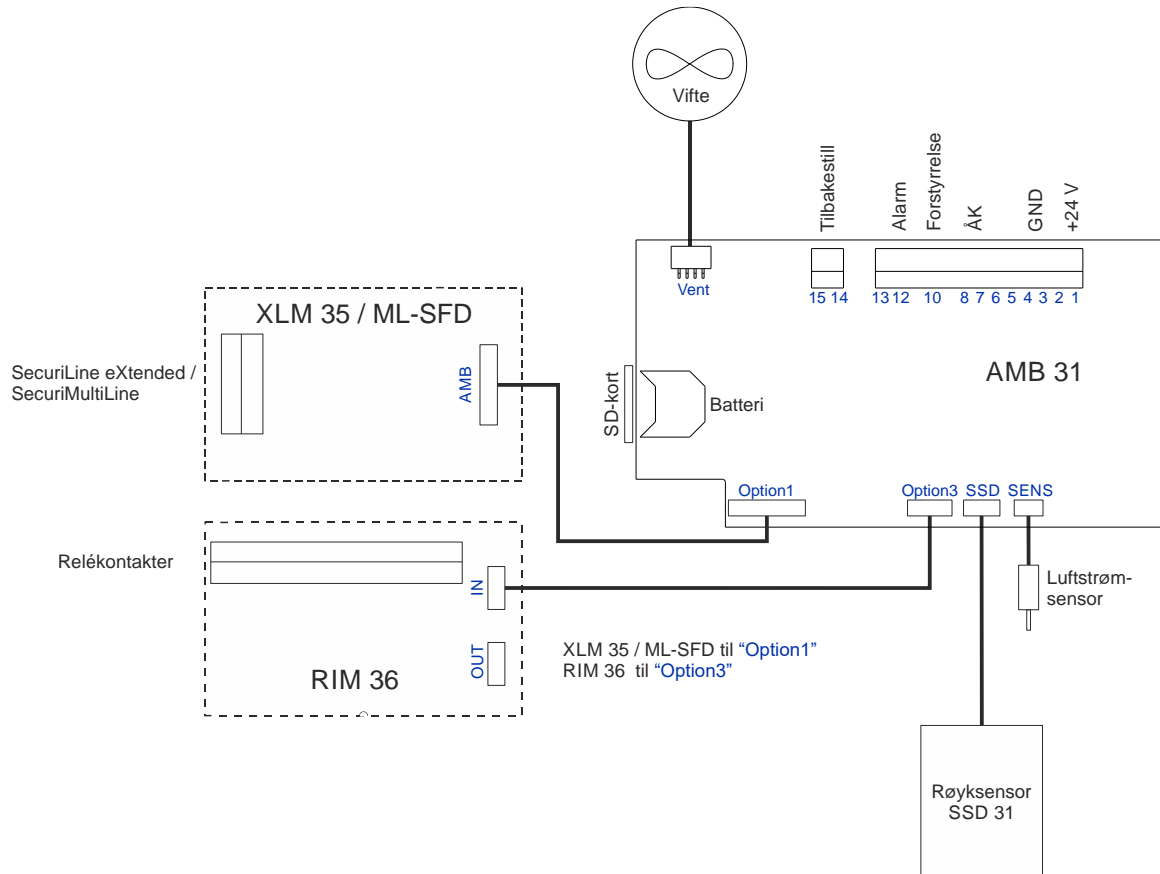 Vifte
Tilbakestill
Alarm
Forstyrrelse
ÅK
GND
+24 V
Vent
15 14
13 12 10 8 7 6 5 4 3 2 1
XLM 35 / ML-SFD
SecuriLine eXtended /
SecuriMultiLine
AMB
AMB 31
SD-kort
Batteri
Option1
Option3
SSD
SENS
Relékontakter
IN
OUT
RIM 36
Luftstrøm-
sensor
XLM 35 / ML-SFD til “Option1”
RIM 36 til “Option3”
Røyksensor
SSD 31